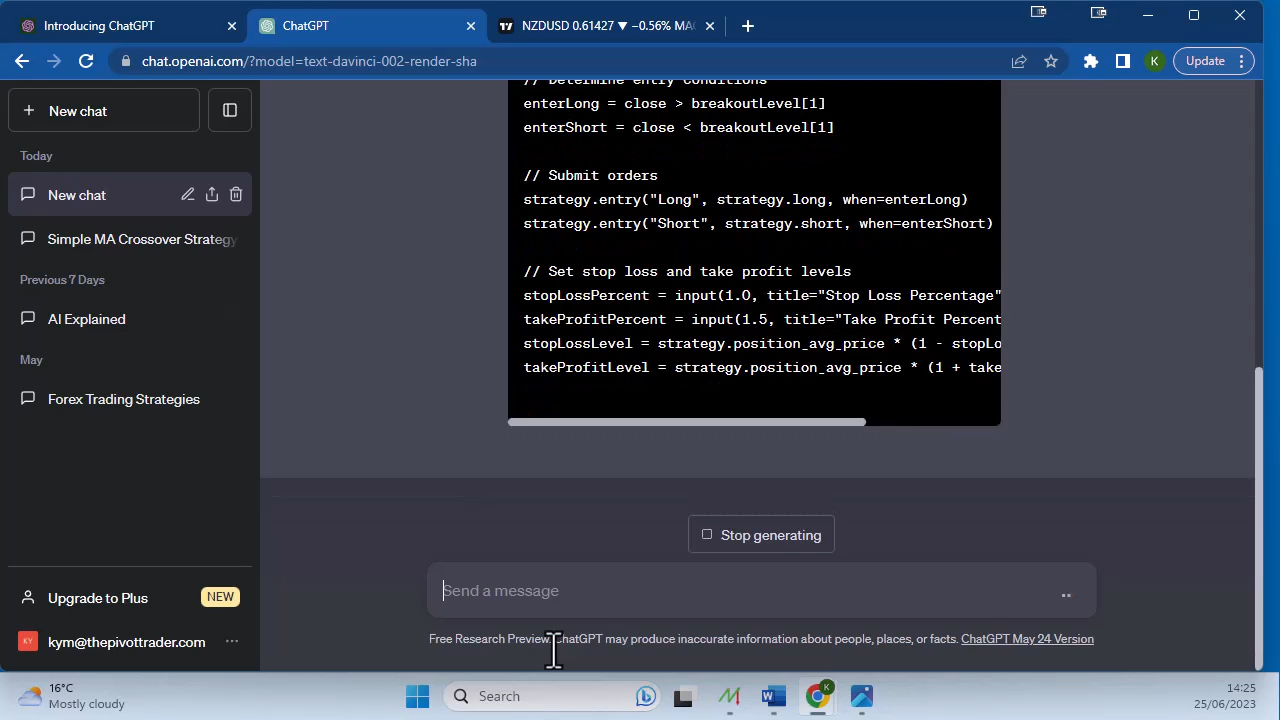 Introducing ChatGPT
ChatGPT
NZDUSD 0.61427 ▼ −0.56%
chat.openai.com/?model=text-davinci-002-render-sha
K
Update
New chat
Today
New chat
Simple MA Crossover Strategy
Previous 7 Days
AI Explained
May
Forex Trading Strategies
Upgrade to Plus
NEW
KY
kym@thepivottrader.com
// Determine entry conditions
enterLong = close > breakoutLevel[1]
enterShort = close < breakoutLevel[1]
// Submit orders
strategy.entry("Long", strategy.long, when=enterLong)
strategy.entry("Short", strategy.short, when=enterShort)
// Set stop loss and take profit levels
stopLossPercent = input(1.0, title="Stop Loss Percentage"
takeProfitPercent = input(1.5, title="Take Profit Percent
stopLossLevel = strategy.position_avg_price * (1 - stopLo
takeProfitLevel = strategy.position_avg_price * (1 + take
Stop generating
Send a message
Free Research Preview. ChatGPT may produce inaccurate information about people, places, or facts. ChatGPT May 24 Version
16°C
Mostly cloudy
Search
K
14:25
25/06/2023